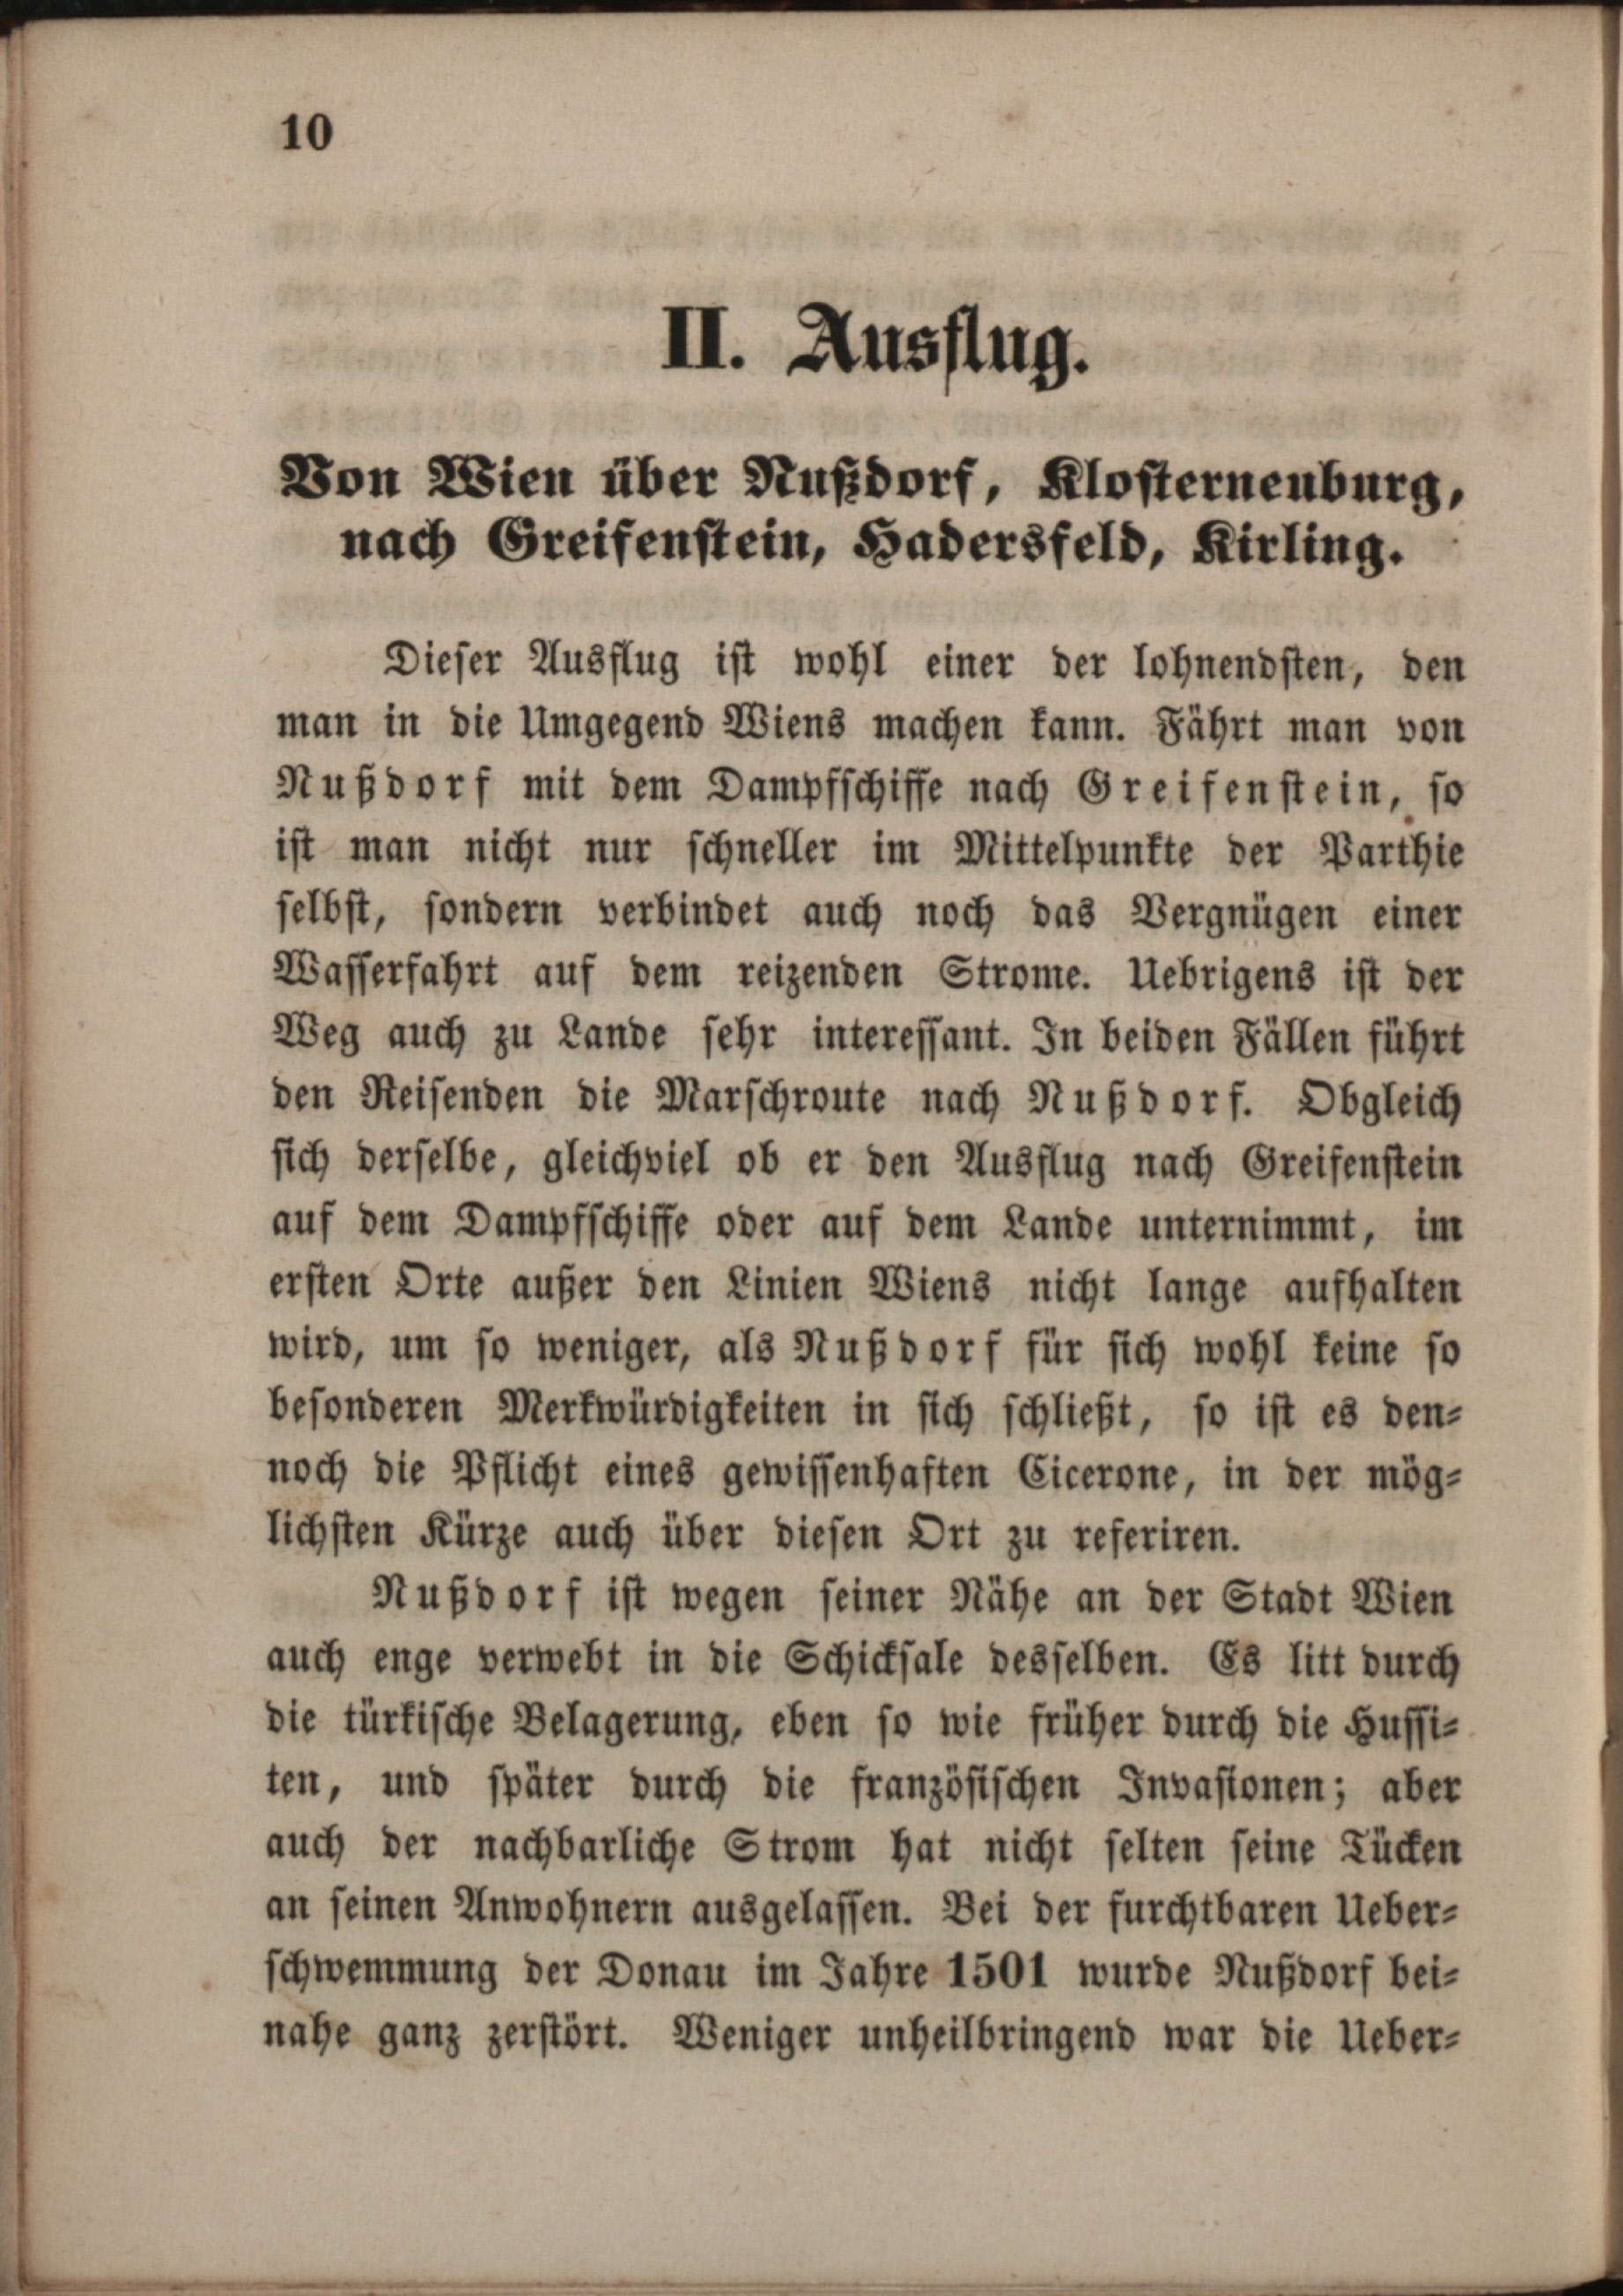 10
II. Ausflug.
Von Wien über Nußdorf, Klosterneuburg,
nach Greifenstein, Hadersfeld, Kirling.
Dieser Ausflug ist wohl einer der lohnendsten, den
man in die Umgegend Wiens machen kann. Fährt man von
Nußdorf mit dem Dampfschiffe nach Greifenstein, so
ist man nicht nur schneller im Mittelpunkte der Parthie
selbst, sondern verbindet auch noch das Vergnügen einer
Wasserfahrt auf dem reizenden Strome. Uebrigens ist der
Weg auch zu Lande sehr interessant. In beiden Fällen führt
den Reisenden die Marschroute nach Nußdorf. Obgleich
sich derselbe, gleichviel ob er den Ausflug nach Greifenstein
auf dem Dampfschiffe oder auf dem Lande unternimmt, im
ersten Orte außer den Linien Wiens nicht lange aufhalten
wird, um so weniger, als Nußdorf für sich wohl keine so
besonderen Merkwürdigkeiten in sich schließt, so ist es den-
noch die Pflicht eines gewissenhaften Cicerone, in der mög-
lichsten Kürze auch über diesen Ort zu referiren.
Nußdorf ist wegen seiner Nähe an der Stadt Wien
auch enge verwebt in die Schicksale desselben. Es litt durch
die türkische Belagerung, eben so wie früher durch die Hussi-
ten, und später durch die französischen Invasionen; aber
auch der nachbarliche Strom hat nicht selten seine Tücken
an seinen Anwohnern ausgelassen. Bei der furchtbaren Ueber-
schwemmung der Donau im Jahre 1501 wurde Nußdorf bei-
nahe ganz zerstört. Weniger unheilbringend war die Ueber-